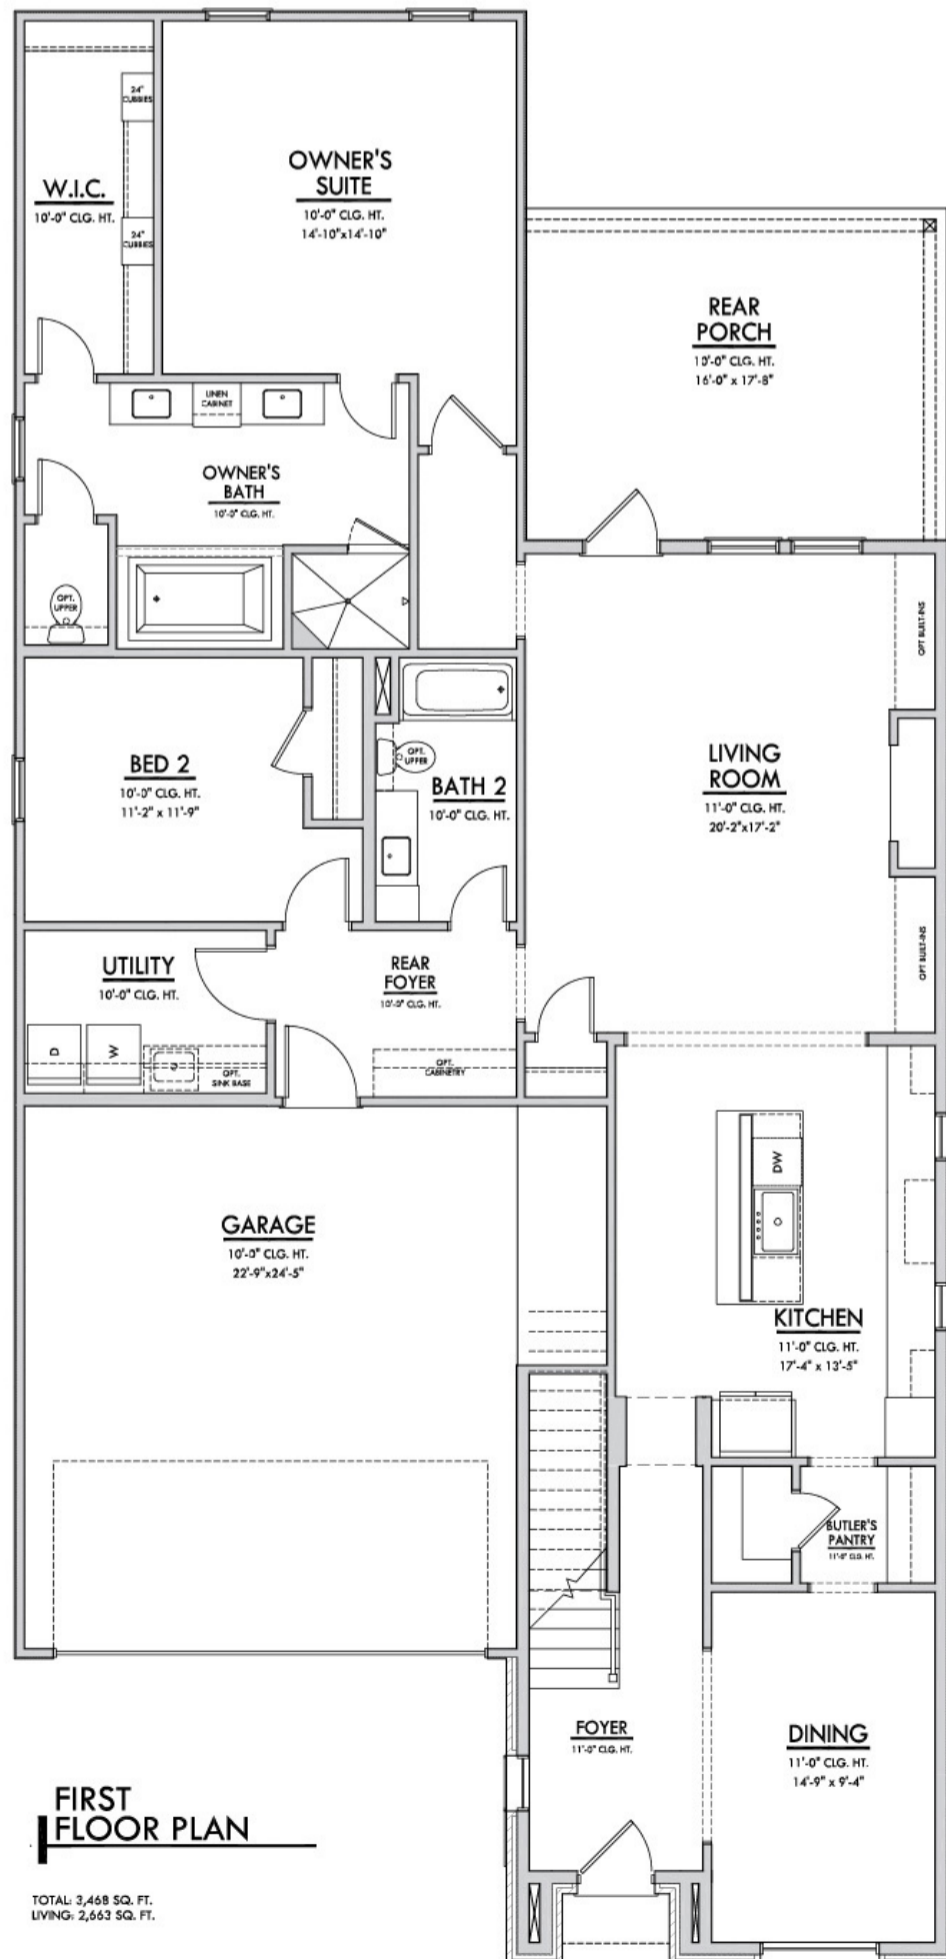 24"
CUBBIES
W.I.C.
10'-0" CLG. HT.
24"
CUBBIES
OWNER'S
SUITE
10'-0" CLG. HT.
14'-10"x14'-10"
REAR
PORCH
10'-0" CLG. HT.
16'-0" x 17'-8"
LINEN
CABINET
OWNER'S
BATH
10'-0" CLG. HT.
OPT.
UPPER
OPT BUILT-INS
BED 2
10'-0" CLG. HT.
11'-2" x 11'-9"
OPT.
UPPER
BATH 2
10'-0" CLG. HT.
LIVING
ROOM
11'-0" CLG. HT.
20'-2"x17'-2"
OPT BUILT-INS
UTILITY
10'-0" CLG. HT.
D
W
OPT.
SINK BASE
REAR
FOYER
10'-0" CLG. HT.
OPT.
CABINETRY
DW
GARAGE
10'-0" CLG. HT.
22'-9"x24'-5"
KITCHEN
11'-0" CLG. HT.
17'-4" x 13'-5"
BUTLER'S
PANTRY
11'-0" CLG. HT.
FOYER
11'-0" CLG. HT.
DINING
11'-0" CLG. HT.
14'-9" x 9'-4"
FIRST
FLOOR PLAN
TOTAL: 3,468 SQ. FT.
LIVING: 2,663 SQ. FT.